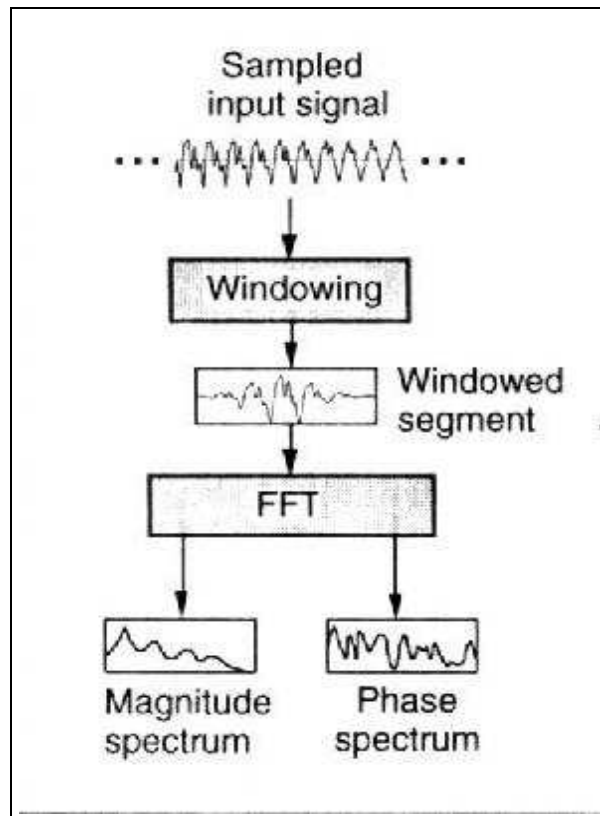 Sampled
input signal
Windowing
Windowed
segment
FFT
Magnitude
spectrum
Phase
spectrum